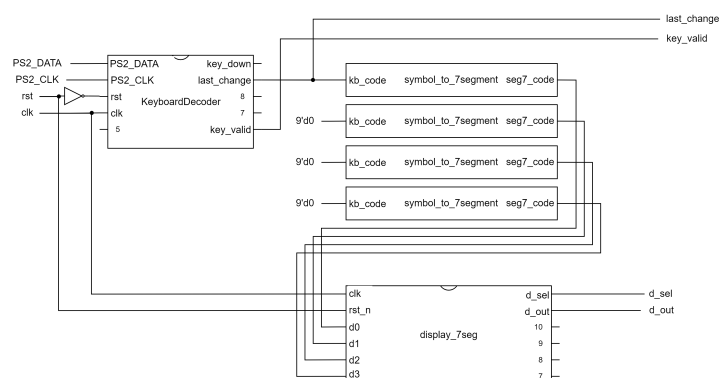 last_change
key_valid
PS2_DATA PS2_DATA key_down
PS2_CLK PS2_CLK last_change
rst rst 8
KeyboardDecoder
clk clk 7
5 key_valid
kb_code symbol_to_7segment seg7_code
9'd0 kb_code symbol_to_7segment seg7_code
9'd0 kb_code symbol_to_7segment seg7_code
9'd0 kb_code symbol_to_7segment seg7_code
clk d_sel d_sel
rst_n d_out d_out
d0 10
display_7seg
d1 9
d2 8
d3 7